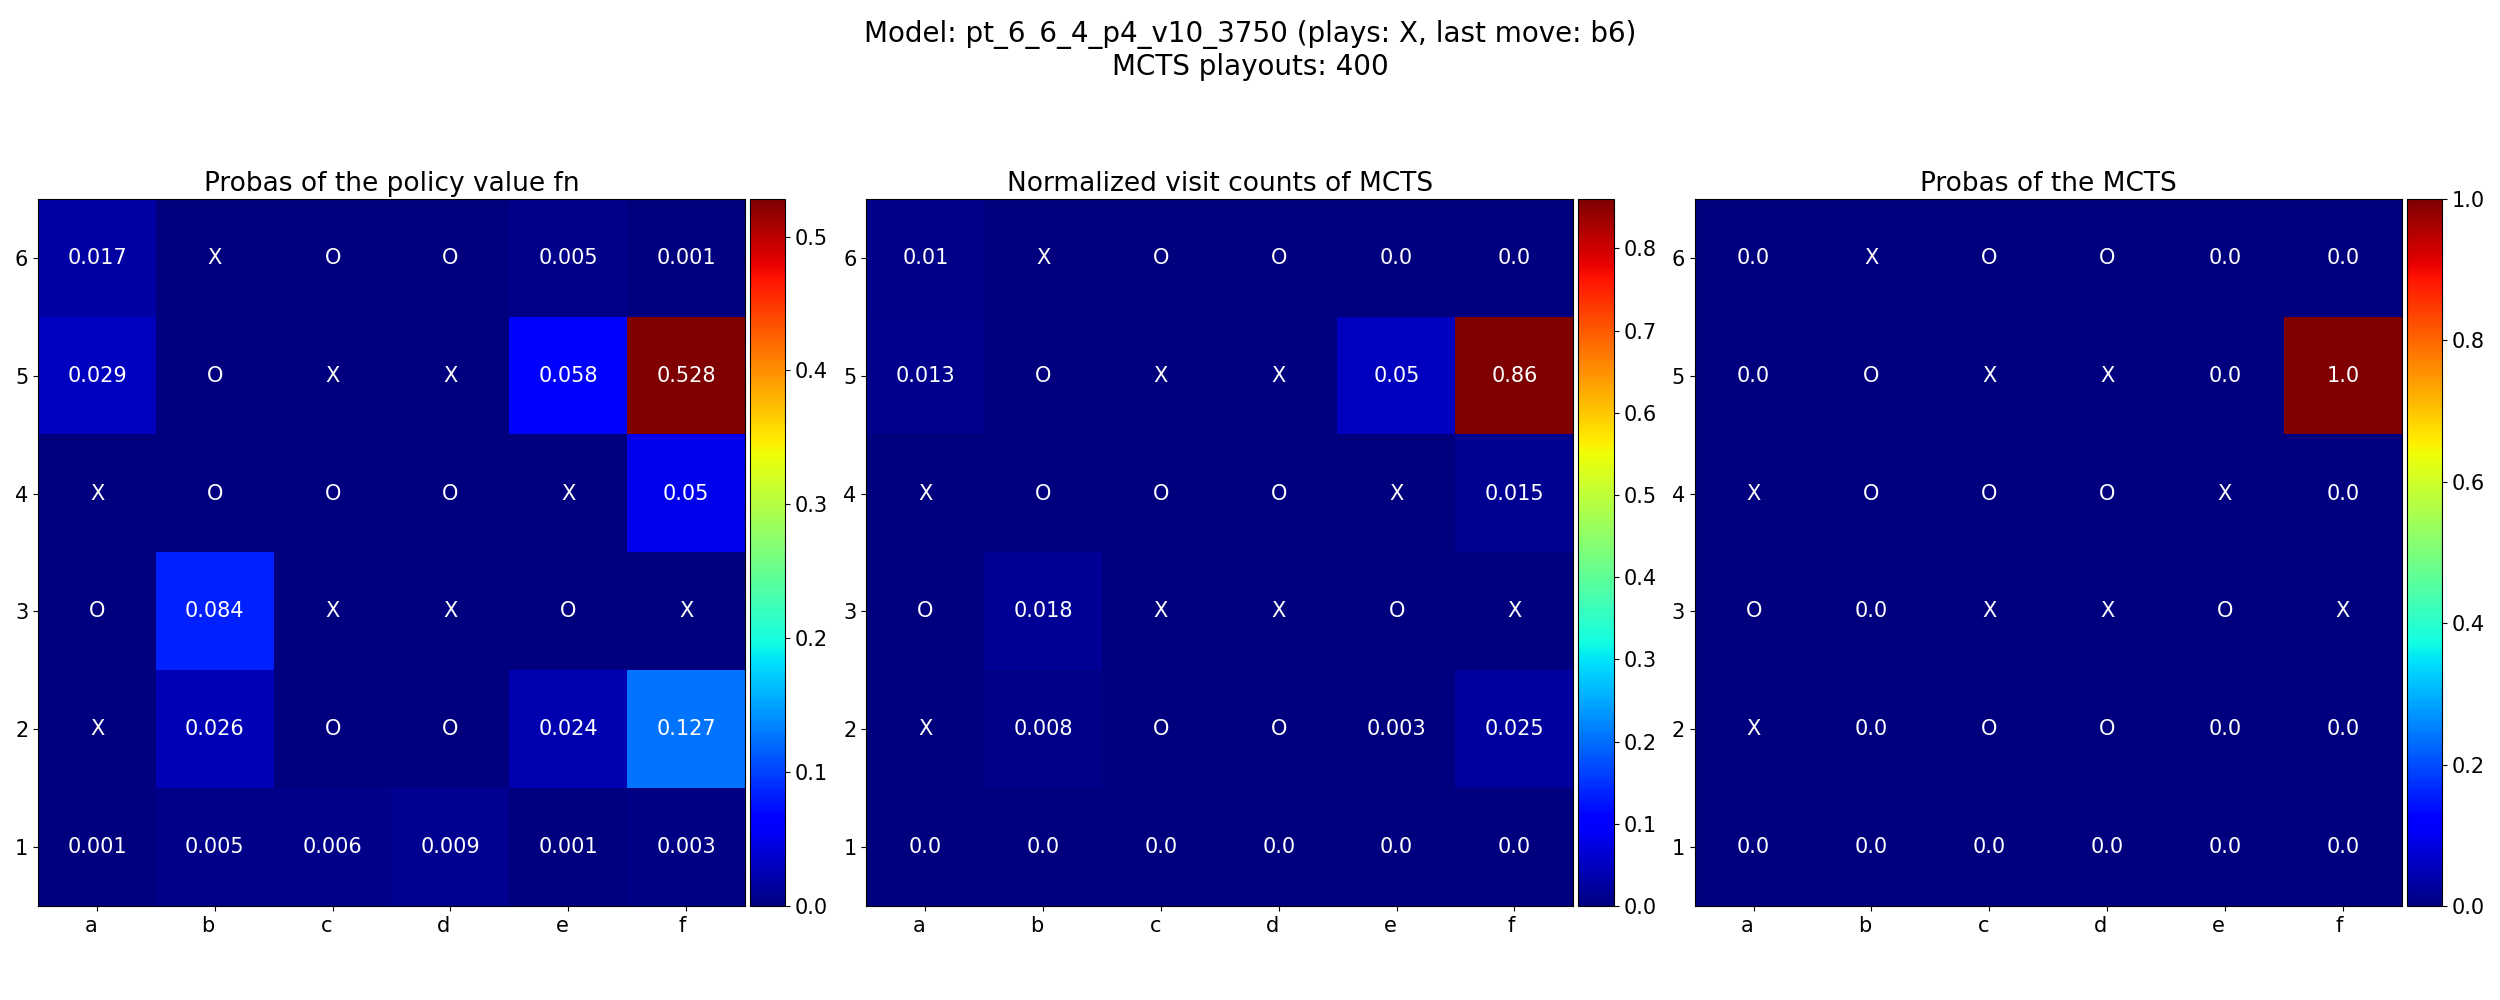 Model: pt_6_6_4_p4_v10_3750 (plays: X, last move: b6)
MCTS playouts: 400
Probas of the policy value fn
6 0.017 X O O 0.005 0.001
5 0.029 O X X 0.058 0.528
4 X O O O X 0.05
3 O 0.084 X X O X
2 X 0.026 O O 0.024 0.127
1 0.001 0.005 0.006 0.009 0.001 0.003
a b c d e f
0.5
0.4
0.3
0.2
0.1
0.0
Normalized visit counts of MCTS
6 0.01 X O O 0.0 0.0
5 0.013 O X X 0.05 0.86
4 X O O O X 0.015
3 O 0.018 X X O X
2 X 0.008 O O 0.003 0.025
1 0.0 0.0 0.0 0.0 0.0 0.0
a b c d e f
0.8
0.7
0.6
0.5
0.4
0.3
0.2
0.1
0.0
Probas of the MCTS
6 0.0 X O O 0.0 0.0
5 0.0 O X X 0.0 1.0
4 X O O O X 0.0
3 O 0.0 X X O X
2 X 0.0 O O 0.0 0.0
1 0.0 0.0 0.0 0.0 0.0 0.0
a b c d e f
1.0
0.8
0.6
0.4
0.2
0.0